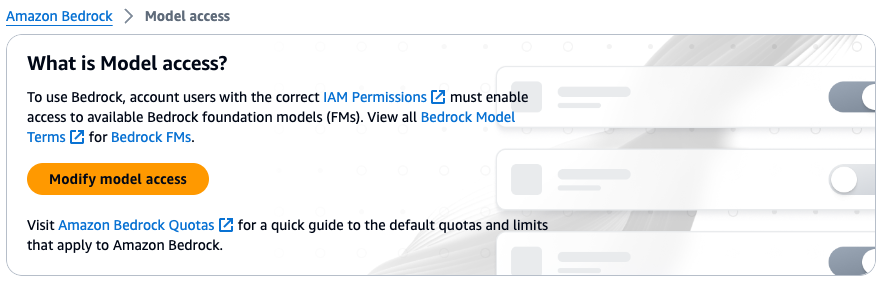 Amazon Bedrock > Model access
What is Model access?
To use Bedrock, account users with the correct IAM Permissions must enable
access to available Bedrock foundation models (FMs). View all Bedrock Model
Terms for Bedrock FMs.
Modify model access
Visit Amazon Bedrock Quotas for a quick guide to the default quotas and limits
that apply to Amazon Bedrock.